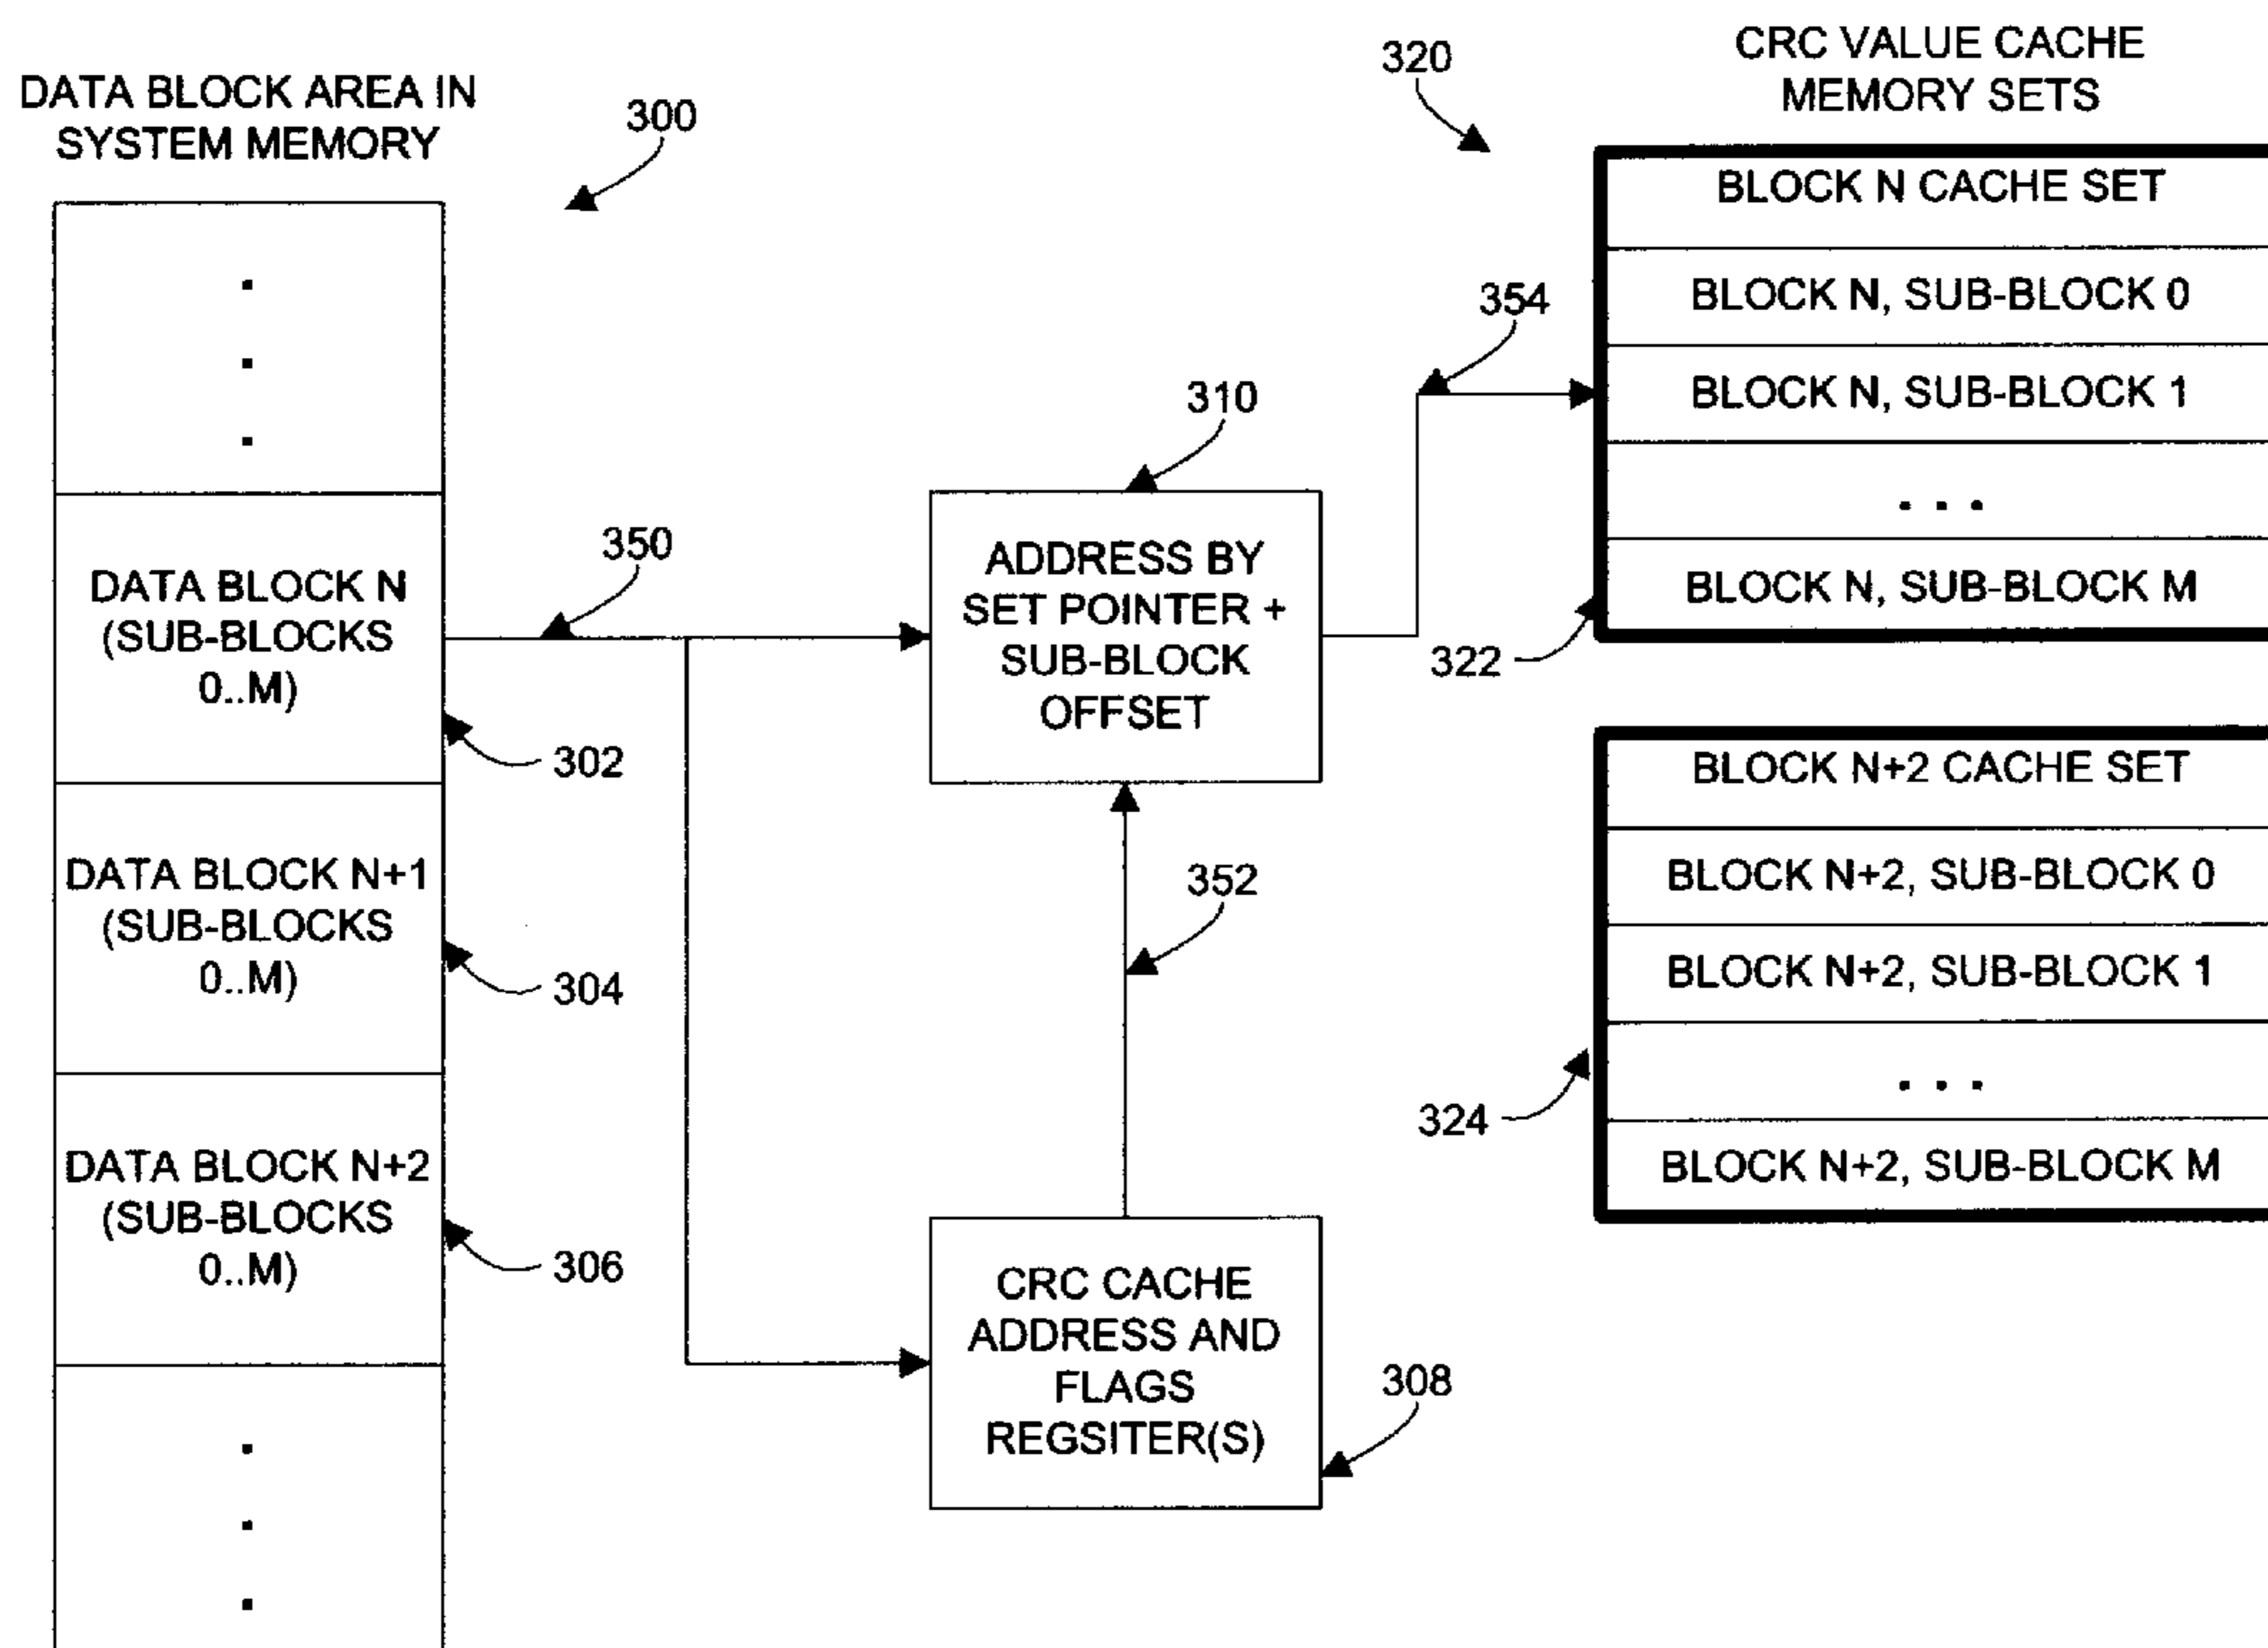 DATA BLOCK AREA IN
SYSTEM MEMORY
300
.
.
.
DATA BLOCK N
(SUB-BLOCKS
0..M)
302
DATA BLOCK N+1
(SUB-BLOCKS
0..M)
304
DATA BLOCK N+2
(SUB-BLOCKS
0..M)
306
.
.
.
350
310
ADDRESS BY
SET POINTER +
SUB-BLOCK
OFFSET
352
CRC CACHE
ADDRESS AND
FLAGS
REGSITER(S)
308
320
CRC VALUE CACHE
MEMORY SETS
354
BLOCK N CACHE SET
BLOCK N, SUB-BLOCK 0
BLOCK N, SUB-BLOCK 1
. . .
BLOCK N, SUB-BLOCK M
322
BLOCK N+2 CACHE SET
BLOCK N+2, SUB-BLOCK 0
BLOCK N+2, SUB-BLOCK 1
. . .
BLOCK N+2, SUB-BLOCK M
324